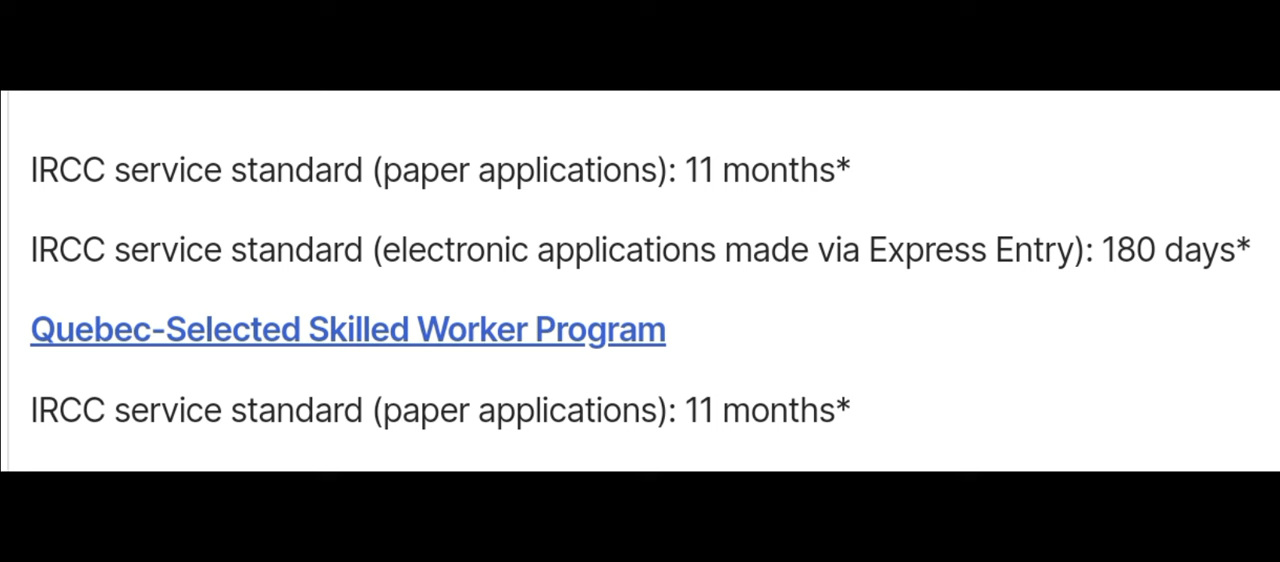 IRCC service standard (paper applications): 11 months*
IRCC service standard (electronic applications made via Express Entry): 180 days*
Quebec-Selected Skilled Worker Program
IRCC service standard (paper applications): 11 months*